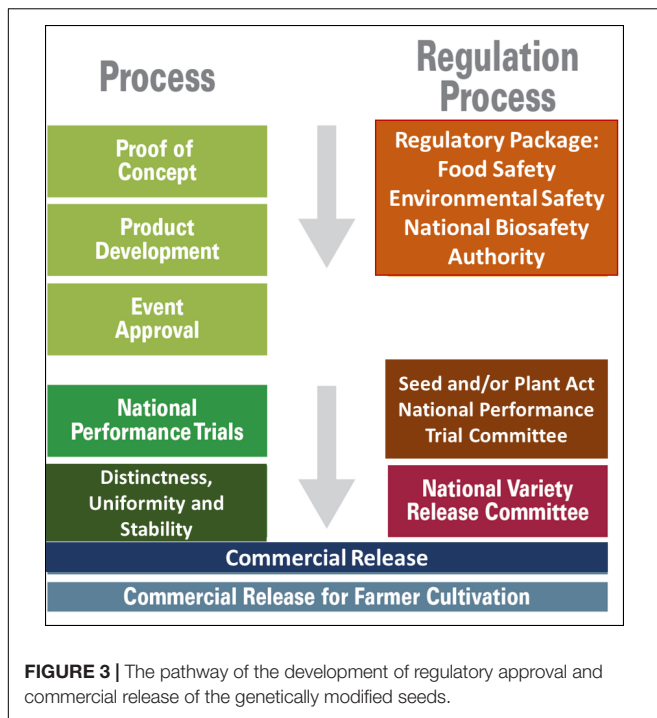 Process
Regulation
Process
Proof of
Concept
Product
Development
Event
Approval
Regulatory Package:
Food Safety
Environmental Safety
National Biosafety
Authority
National
Performance Trials
Seed and/or Plant Act
National Performance
Trial Committee
Distinctness,
Uniformity and
Stability
National Variety
Release Committee
Commercial Release
Commercial Release for Farmer Cultivation
FIGURE 3 | The pathway of the development of regulatory approval and
commercial release of the genetically modified seeds.